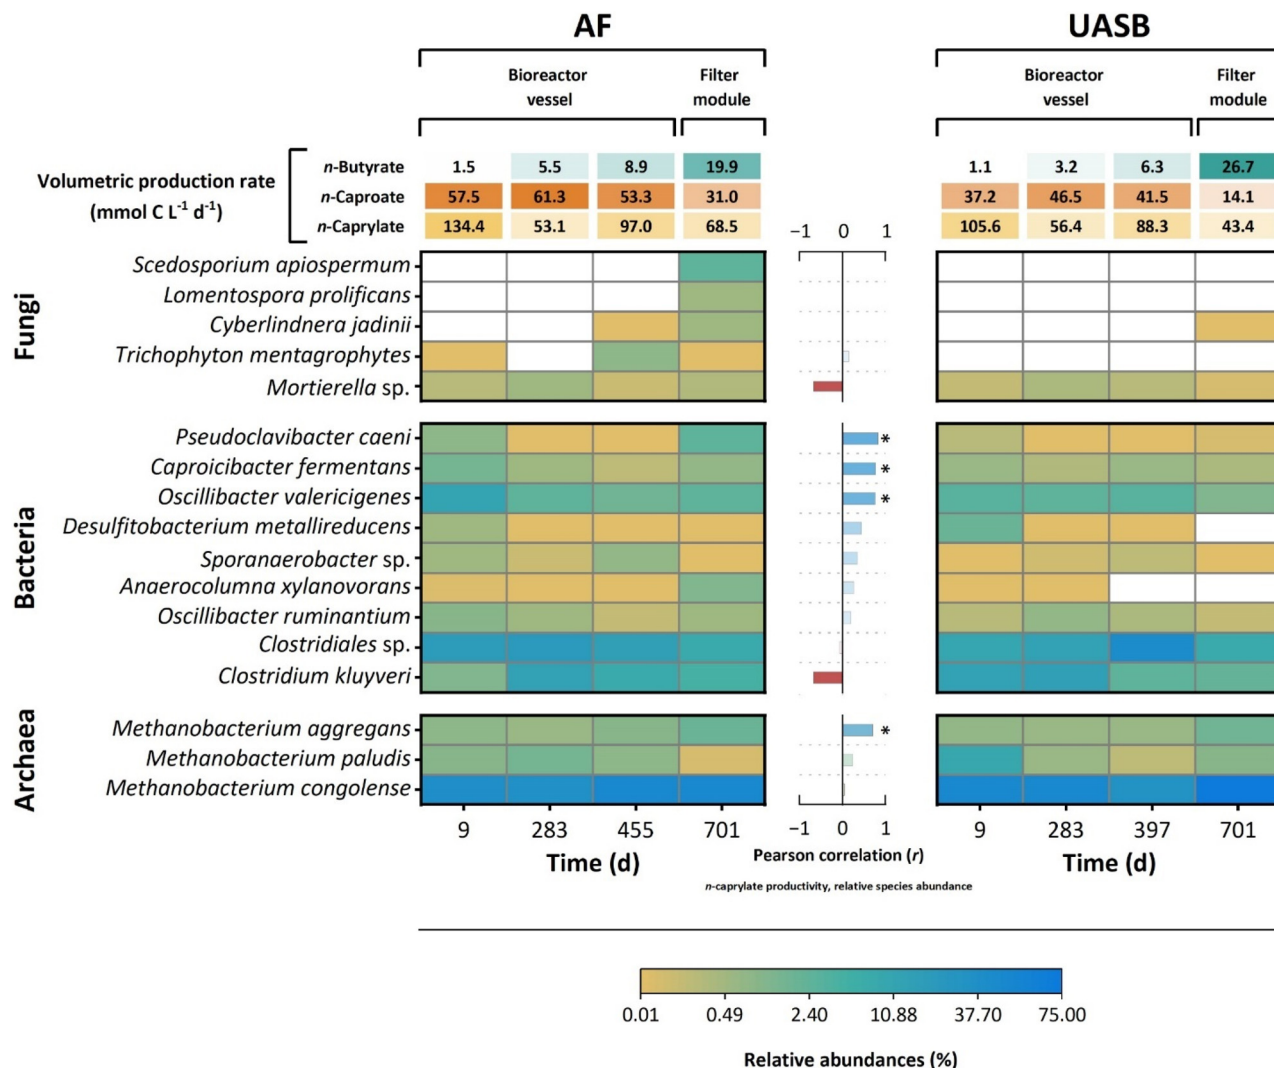 AF
UASB
Bioreactor vessel
Filter module
Bioreactor vessel
Filter module
Volumetric production rate
(mmol C L⁻¹ d⁻¹)
n-Butyrate 1.5 5.5 8.9 19.9 1.1 3.2 6.3 26.7
n-Caproate 57.5 61.3 53.3 31.0 37.2 46.5 41.5 14.1
n-Caprylate 134.4 53.1 97.0 68.5 105.6 56.4 88.3 43.4
−1 0 1
Fungi
Scedosporium apiospermum
Lomentospora prolificans
Cyberlindnera jadinii
Trichophyton mentagrophytes
Mortierella sp.
Bacteria
Pseudoclavibacter caeni *
Caproicibacter fermentans *
Oscillibacter valericigenes *
Desulfitobacterium metallireducens
Sporanaerobacter sp.
Anaerocolumna xylanovorans
Oscillibacter ruminantium
Clostridiales sp.
Clostridium kluyveri
Archaea
Methanobacterium aggregans *
Methanobacterium paludis
Methanobacterium congolense
9 283 455 701
−1 0 1
9 283 397 701
Time (d)
Pearson correlation (r)
Time (d)
n-caprylate productivity, relative species abundance
0.01 0.49 2.40 10.88 37.70 75.00
Relative abundances (%)